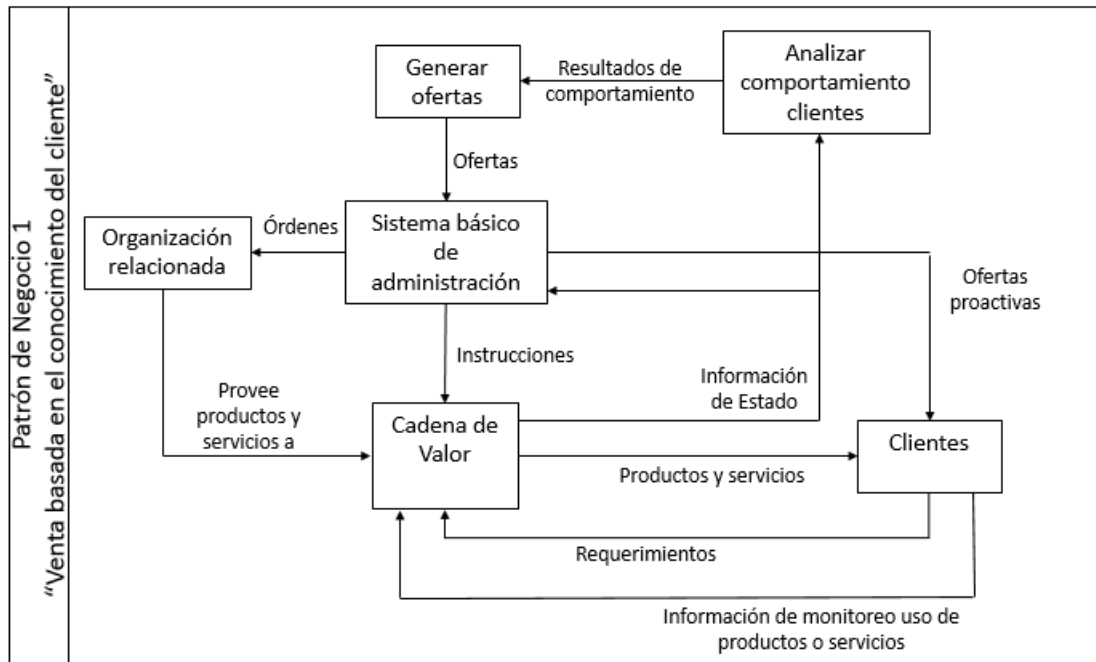 Patrón de Negocio 1
“Venta basada en el conocimiento del cliente”
Generar
ofertas
Resultados de
comportamiento
Analizar
comportamiento
clientes
Ofertas
Organización
relacionada
Órdenes
Sistema básico
de
administración
Ofertas
proactivas
Instrucciones
Provee
productos y
servicios a
Información
de Estado
Cadena de
Valor
Productos y servicios
Clientes
Requerimientos
Información de monitoreo uso de
productos o servicios